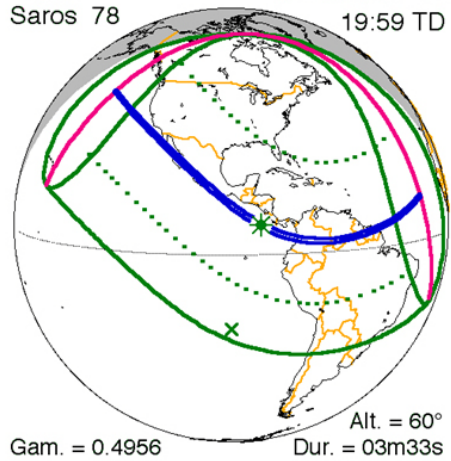 Saros  78
19:59 TD
Alt. = 60°
Gam. = 0.4956
Dur. = 03m33s